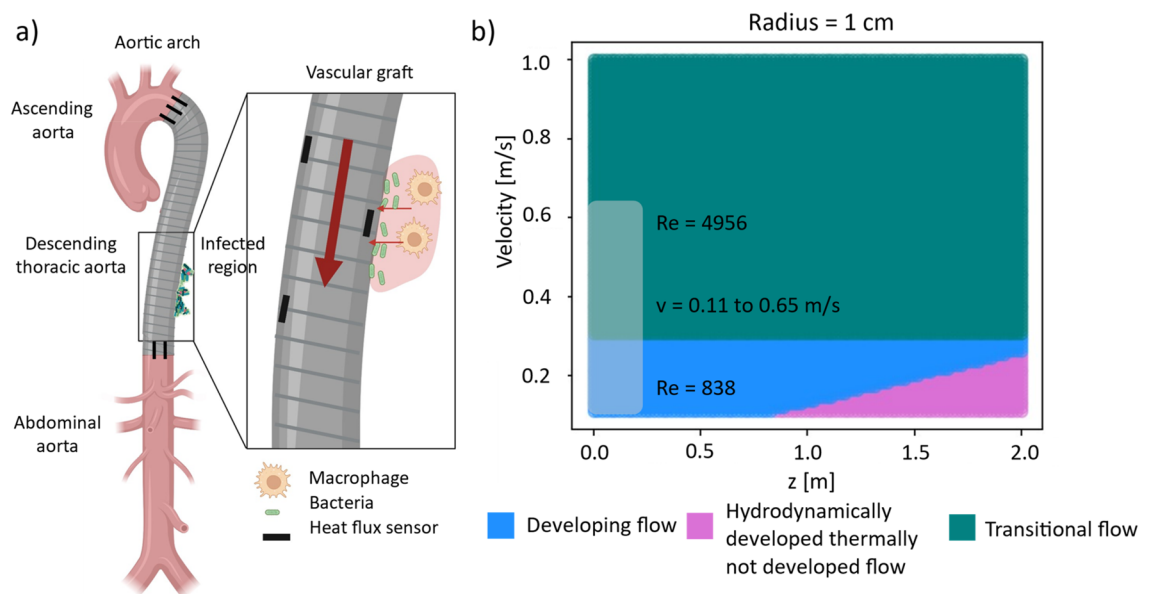 a)
Aortic arch
Ascending
aorta
Vascular graft
Descending
thoracic aorta
Infected
region
Abdominal
aorta
Macrophage
Bacteria
Heat flux sensor
b)
Radius = 1 cm
Velocity [m/s]
1.0
0.8
0.6
0.4
0.2
Re = 4956
v = 0.11 to 0.65 m/s
Re = 838
0.0 0.5 1.0 1.5 2.0
z [m]
Developing flow
Hydrodynamically
developed thermally
not developed flow
Transitional flow